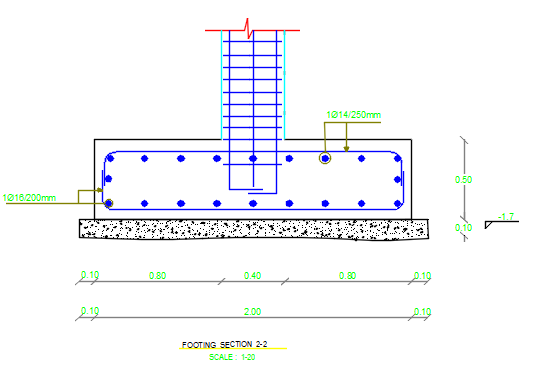 1Ø14/250mm
1Ø16/200mm
0.50
-1.7
0.10
0.10 0.80 0.40 0.80 0.10
0.10 2.00 0.10
FOOTING SECTION 2-2
SCALE : 1-20